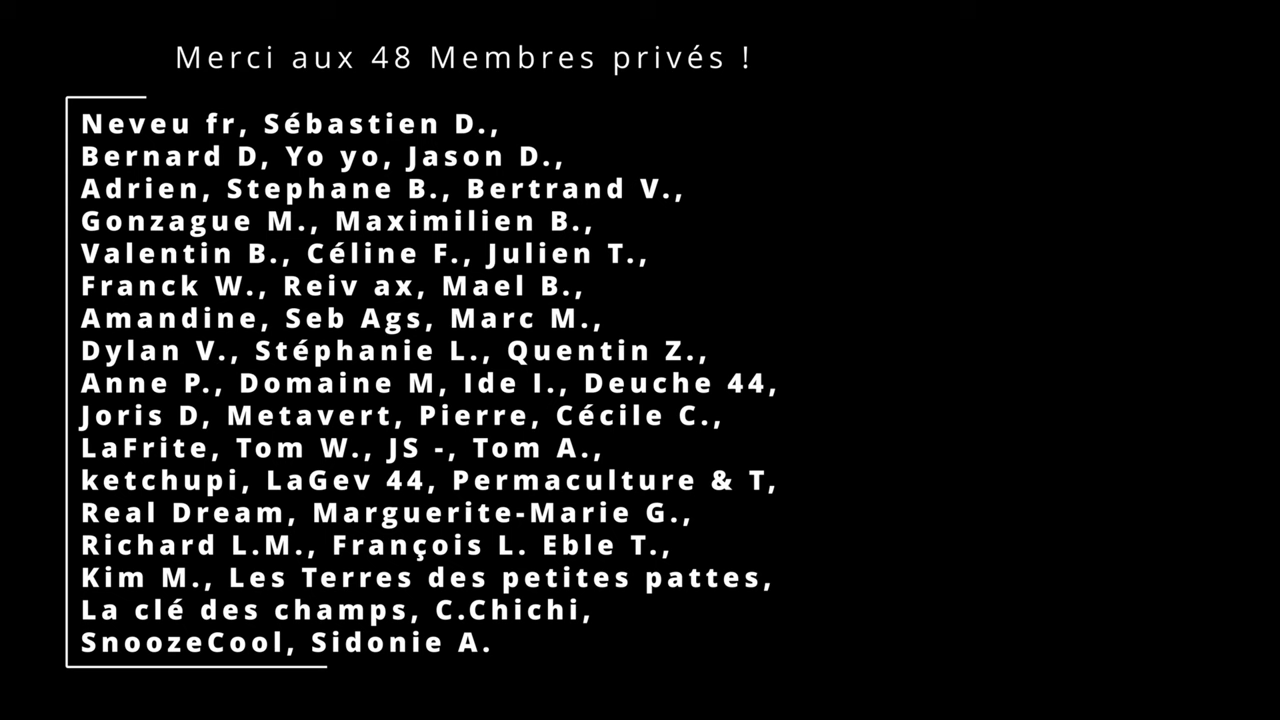 Merci aux 48 Membres privés !
Neveu fr, Sébastien D.,
Bernard D, Yo yo, Jason D.,
Adrien, Stephane B., Bertrand V.,
Gonzague M., Maximilien B.,
Valentin B., Céline F., Julien T.,
Franck W., Reiv ax, Mael B.,
Amandine, Seb Ags, Marc M.,
Dylan V., Stéphanie L., Quentin Z.,
Anne P., Domaine M, Ide I., Deuche 44,
Joris D, Metavert, Pierre, Cécile C.,
LaFrite, Tom W., JS -, Tom A.,
ketchupi, LaGev 44, Permaculture & T,
Real Dream, Marguerite-Marie G.,
Richard L.M., François L. Eble T.,
Kim M., Les Terres des petites pattes,
La clé des champs, C.Chichi,
SnoozeCool, Sidonie A.